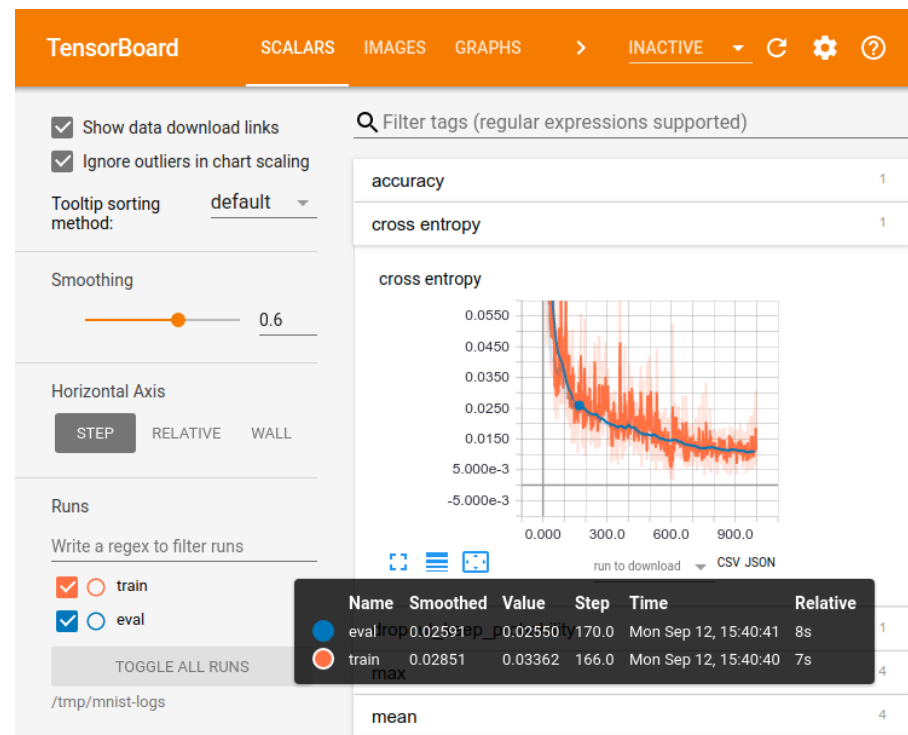 TensorBoard SCALARS IMAGES GRAPHS INACTIVE
Show data download links
Ignore outliers in chart scaling
Tooltip sorting method: default
Smoothing
0.6
Horizontal Axis
STEP RELATIVE WALL
Runs
Write a regex to filter runs
train
eval
TOGGLE ALL RUNS
/tmp/mnist-logs
Filter tags (regular expressions supported)
accuracy 1
cross entropy 1
cross entropy
0.0550
0.0450
0.0350
0.0250
0.0150
5.000e-3
-5.000e-3
0.000 300.0 600.0 900.0
run to download CSV JSON
Name Smoothed Value Step Time Relative
eval 0.02591 0.02550 170.0 Mon Sep 12, 15:40:41 8s
train 0.02851 0.03362 166.0 Mon Sep 12, 15:40:40 7s
dropout_keep_probability 1
max 4
mean 4